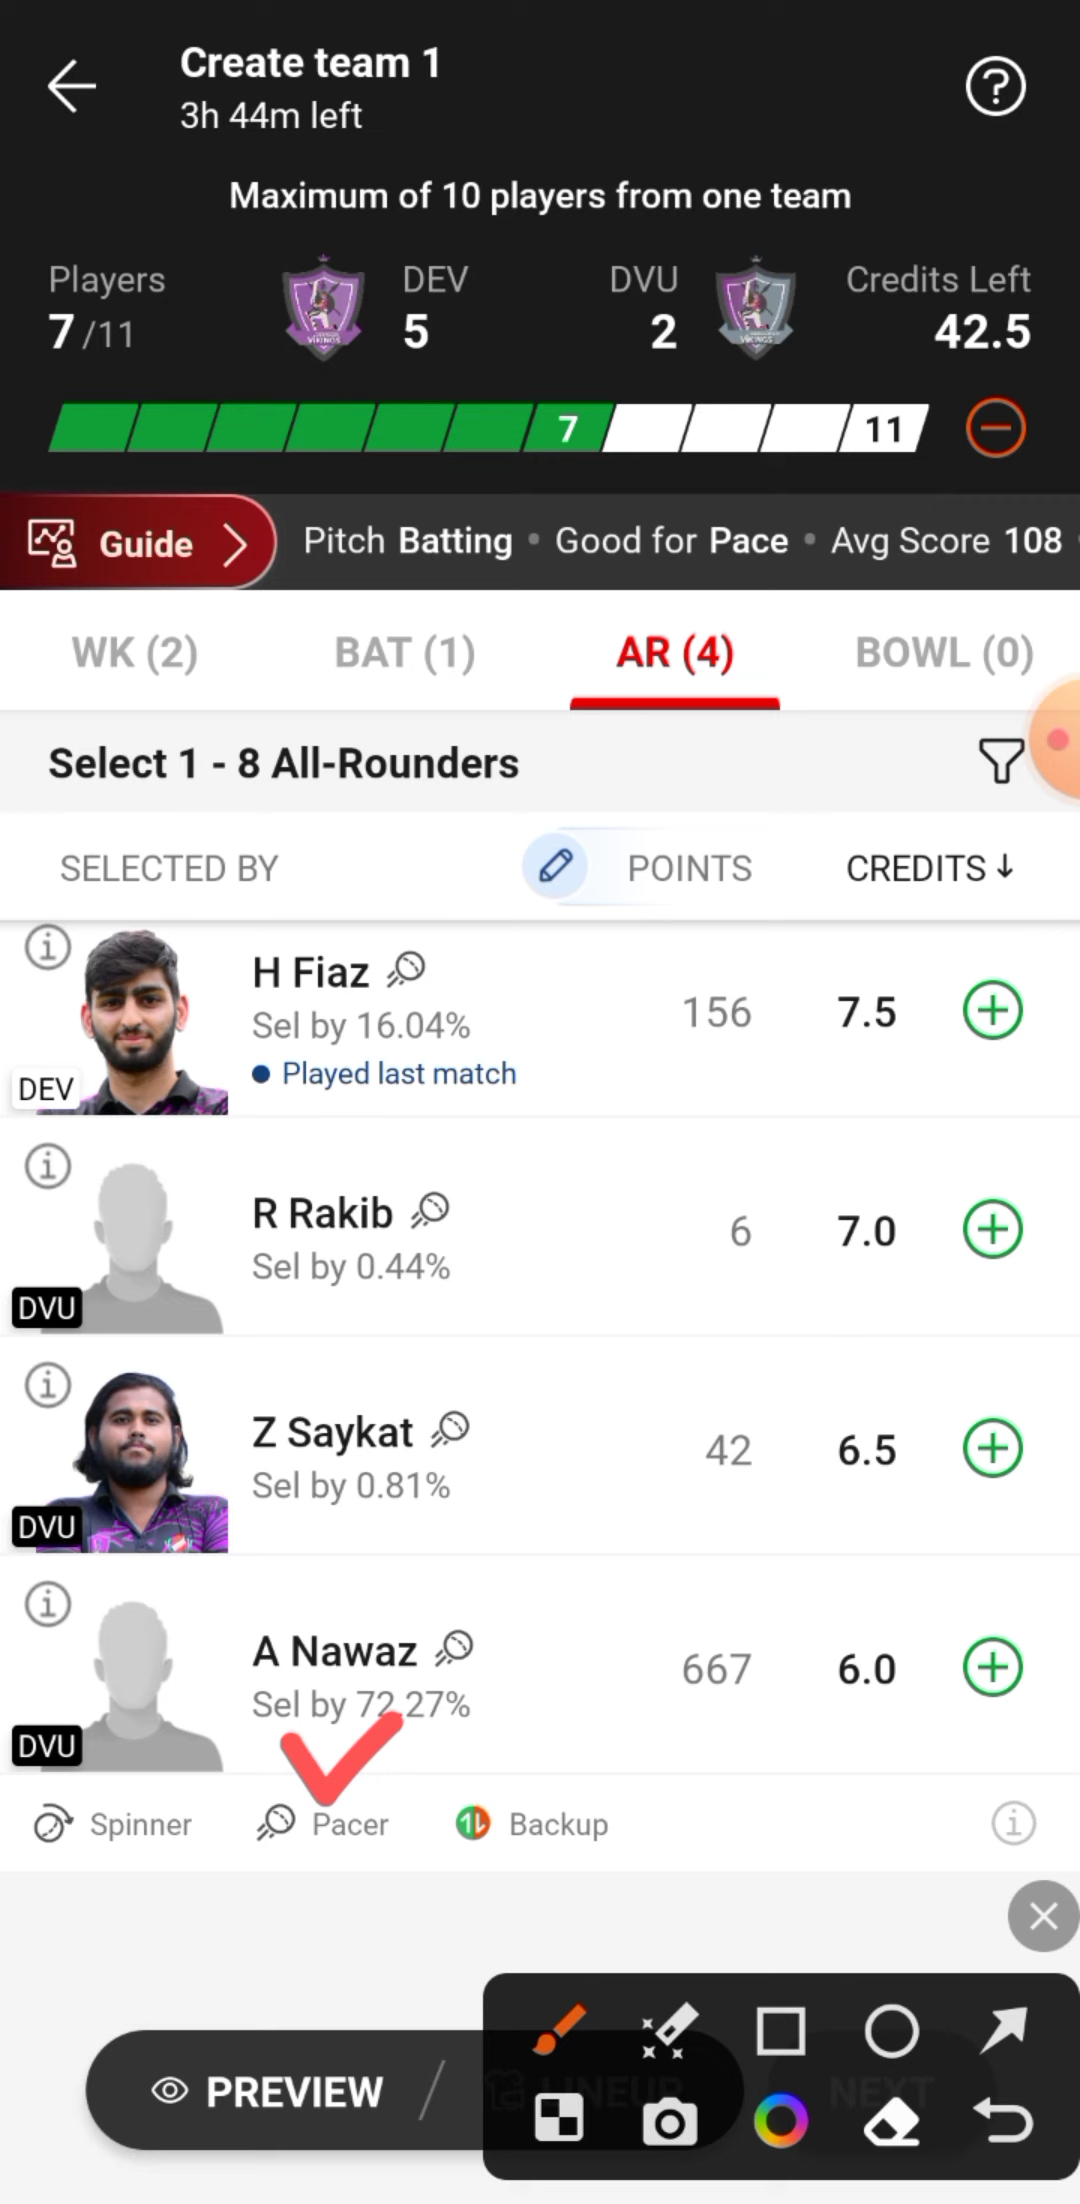 Create team 1
3h 44m left
Maximum of 10 players from one team
Players DEV DVU Credits Left
7/11 5 2 42.5
VIKINGS VIKINGS
7 11
Guide Pitch Batting • Good for Pace • Avg Score 108
WK (2) BAT (1) AR (4) BOWL (0)
Select 1 - 8 All-Rounders
SELECTED BY POINTS CREDITS ↓
H Fiaz
Sel by 16.04% 156 7.5
• Played last match
DEV
R Rakib
Sel by 0.44% 6 7.0
DVU
Z Saykat
Sel by 0.81% 42 6.5
DVU
A Nawaz
Sel by 72.27% 667 6.0
DVU
Spinner Pacer Backup
PREVIEW / LINEUP NEXT